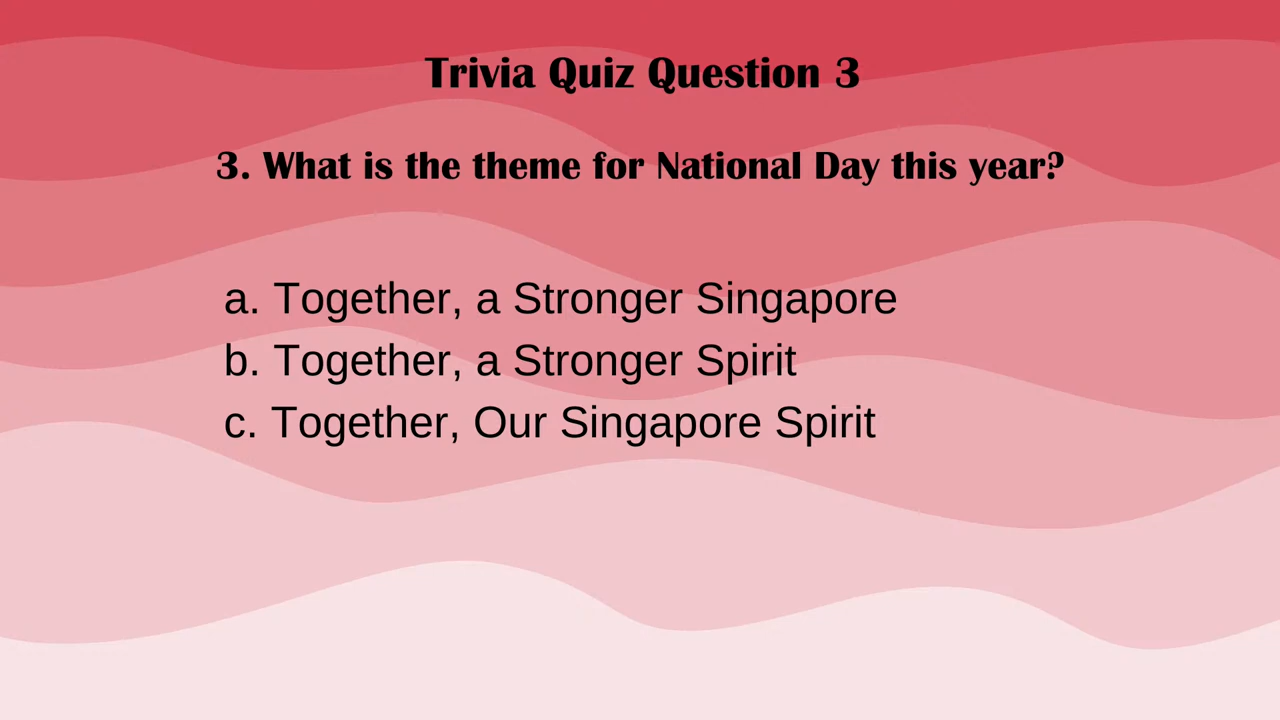 Trivia Quiz Question 3
3. What is the theme for National Day this year?
a. Together, a Stronger Singapore
b. Together, a Stronger Spirit
c. Together, Our Singapore Spirit